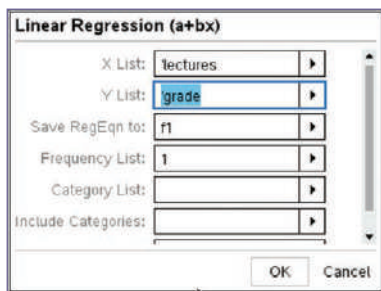 Linear Regression (a+bx)
X List: 'lectures
Y List: 'grade
Save RegEqn to: f1
Frequency List: 1
Category List:
Include Categories:
OK Cancel